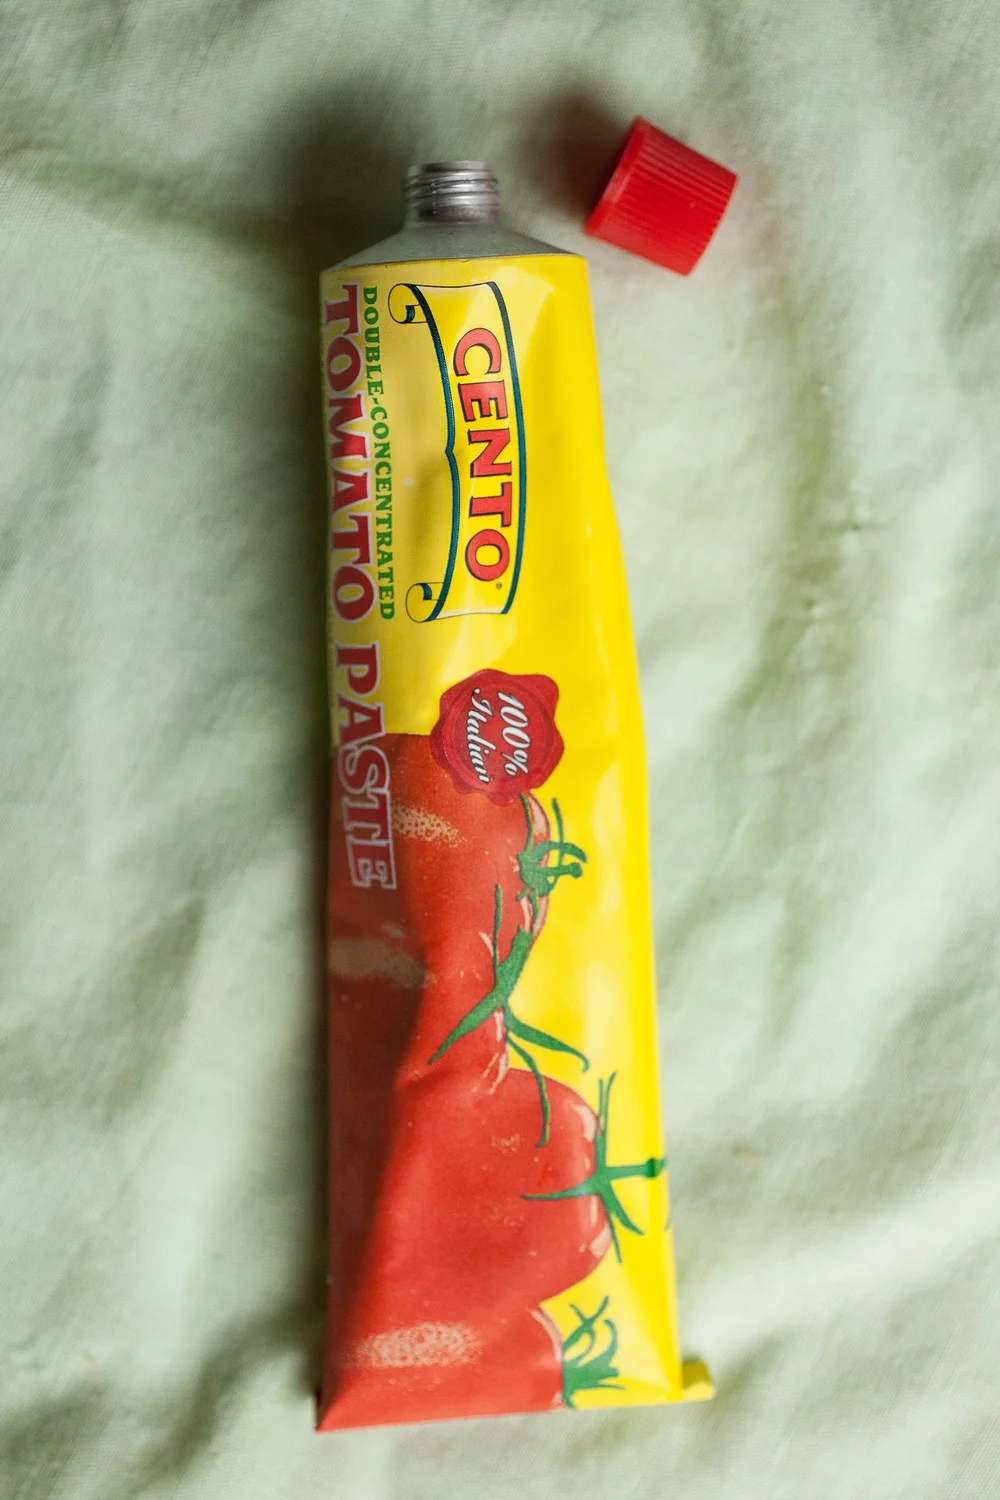 CENTO®
DOUBLE-CONCENTRATED
TOMATO PASTE
100%
Italian